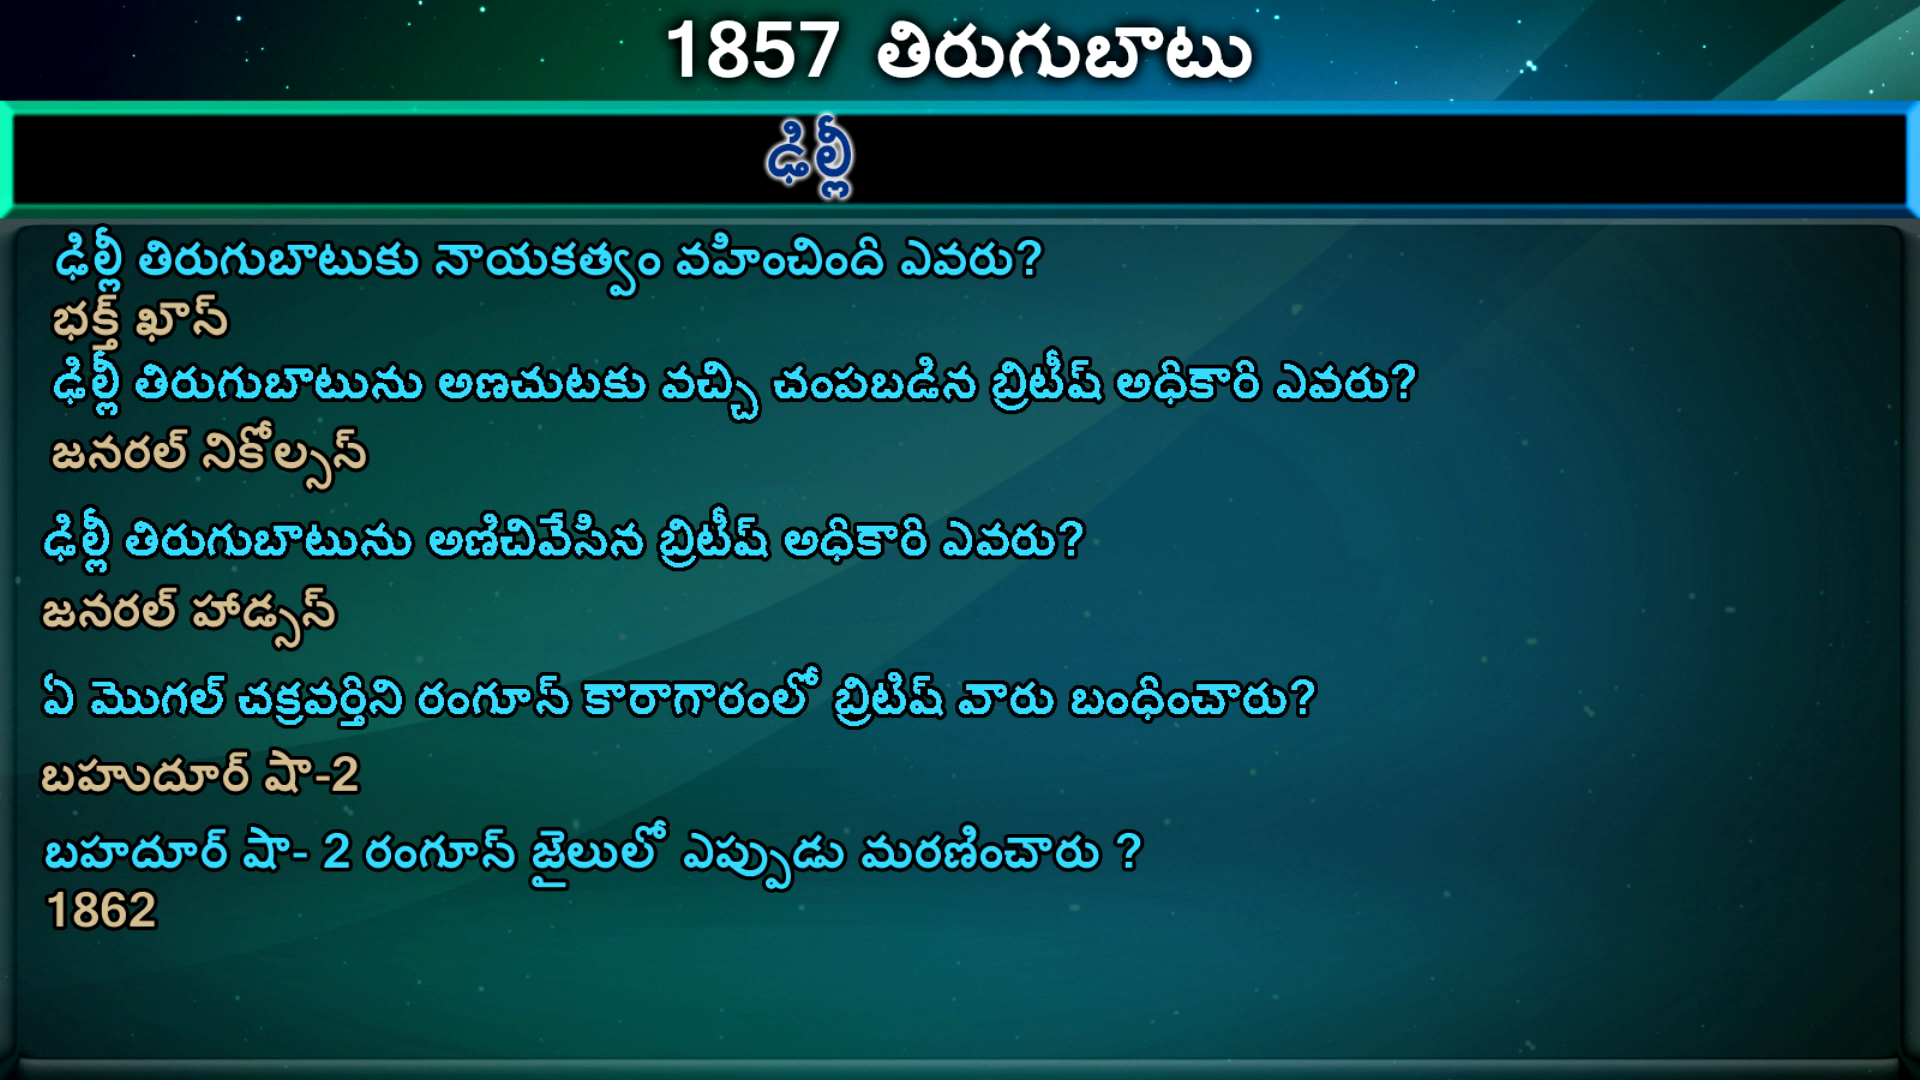 1857 తిరుగుబాటు
ఢిల్లీ
ఢిల్లీ తిరుగుబాటుకు నాయకత్వం వహించింది ఎవరు?
భక్త్ ఖాన్
ఢిల్లీ తిరుగుబాటును అణచుటకు వచ్చి చంపబడిన బ్రిటీష్ అధికారి ఎవరు?
జనరల్ నికోల్సన్
ఢిల్లీ తిరుగుబాటును అణిచివేసిన బ్రిటీష్ అధికారి ఎవరు?
జనరల్ హాడ్సన్
ఏ మొగల్ చక్రవర్తిని రంగూన్ కారాగారంలో బ్రిటిష్ వారు బంధించారు?
బహుదూర్ షా-2
బహదూర్ షా- 2 రంగూన్ జైలులో ఎప్పుడు మరణించారు ?
1862